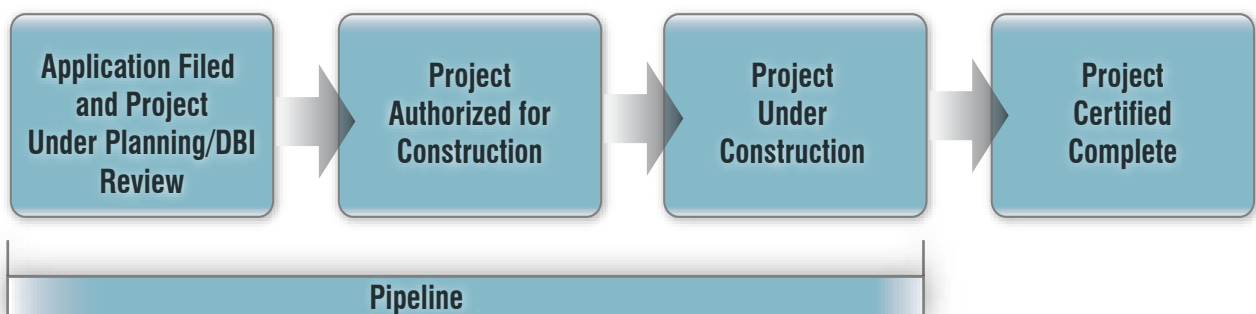 Application Filed
and Project
Under Planning/DBI
Review
Project
Authorized for
Construction
Project
Under
Construction
Project
Certified
Complete
Pipeline